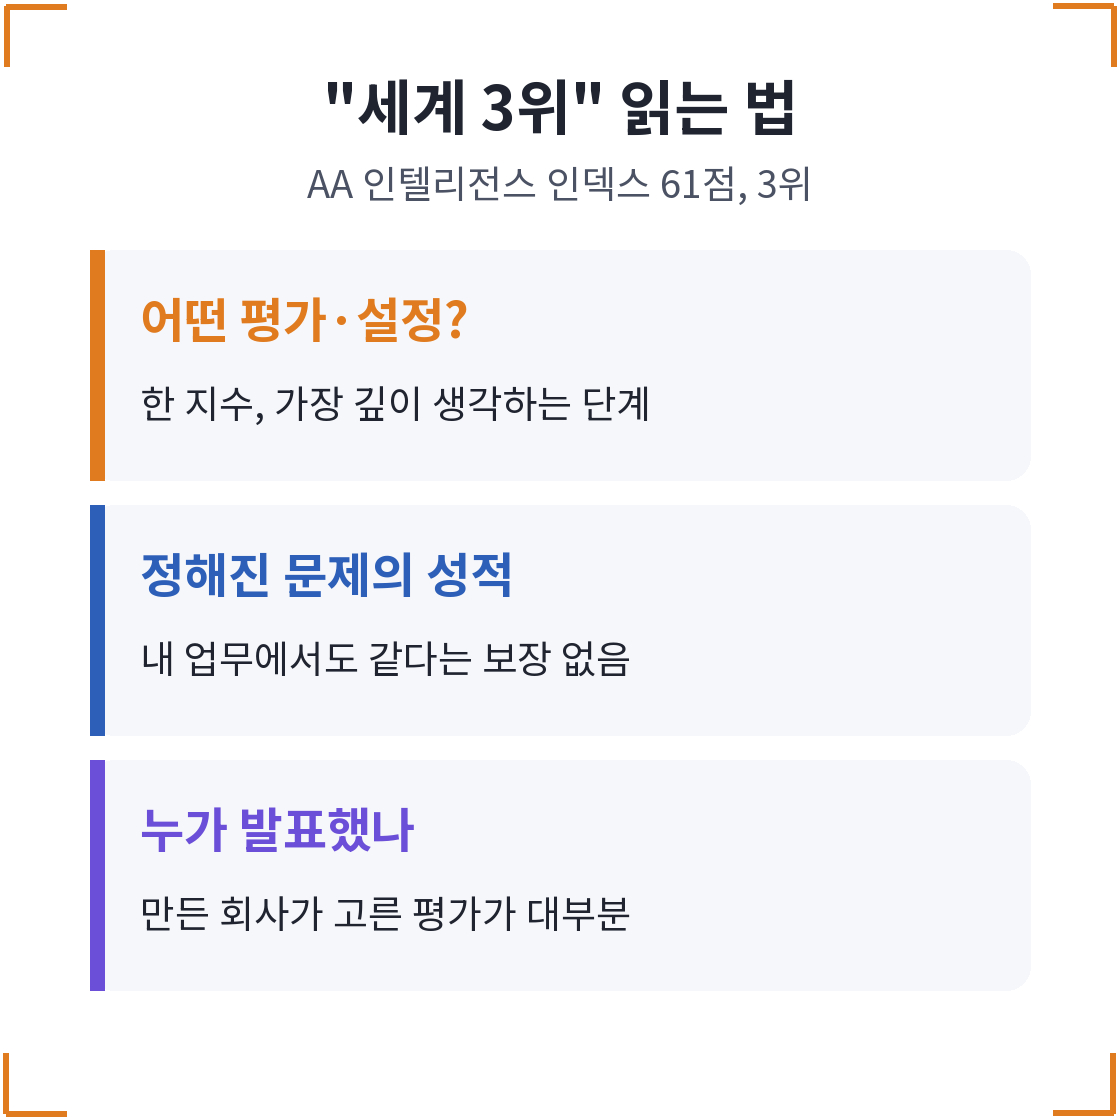 "세계 3위" 읽는 법
AA 인텔리전스 인덱스 61점, 3위
어떤 평가·설정?
한 지수, 가장 깊이 생각하는 단계
정해진 문제의 성적
내 업무에서도 같다는 보장 없음
누가 발표했나
만든 회사가 고른 평가가 대부분